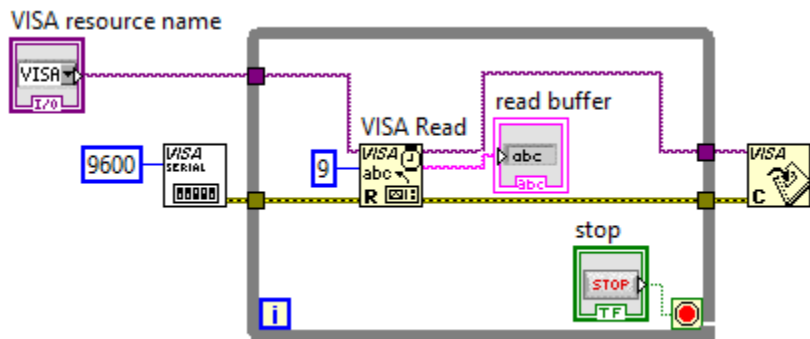 VISA resource name
VISA
I/O
9600
VISA
SERIAL
VISA Read
9
VISA
abc
R
read buffer
abc
abc
VISA
C
stop
STOP
TF
i